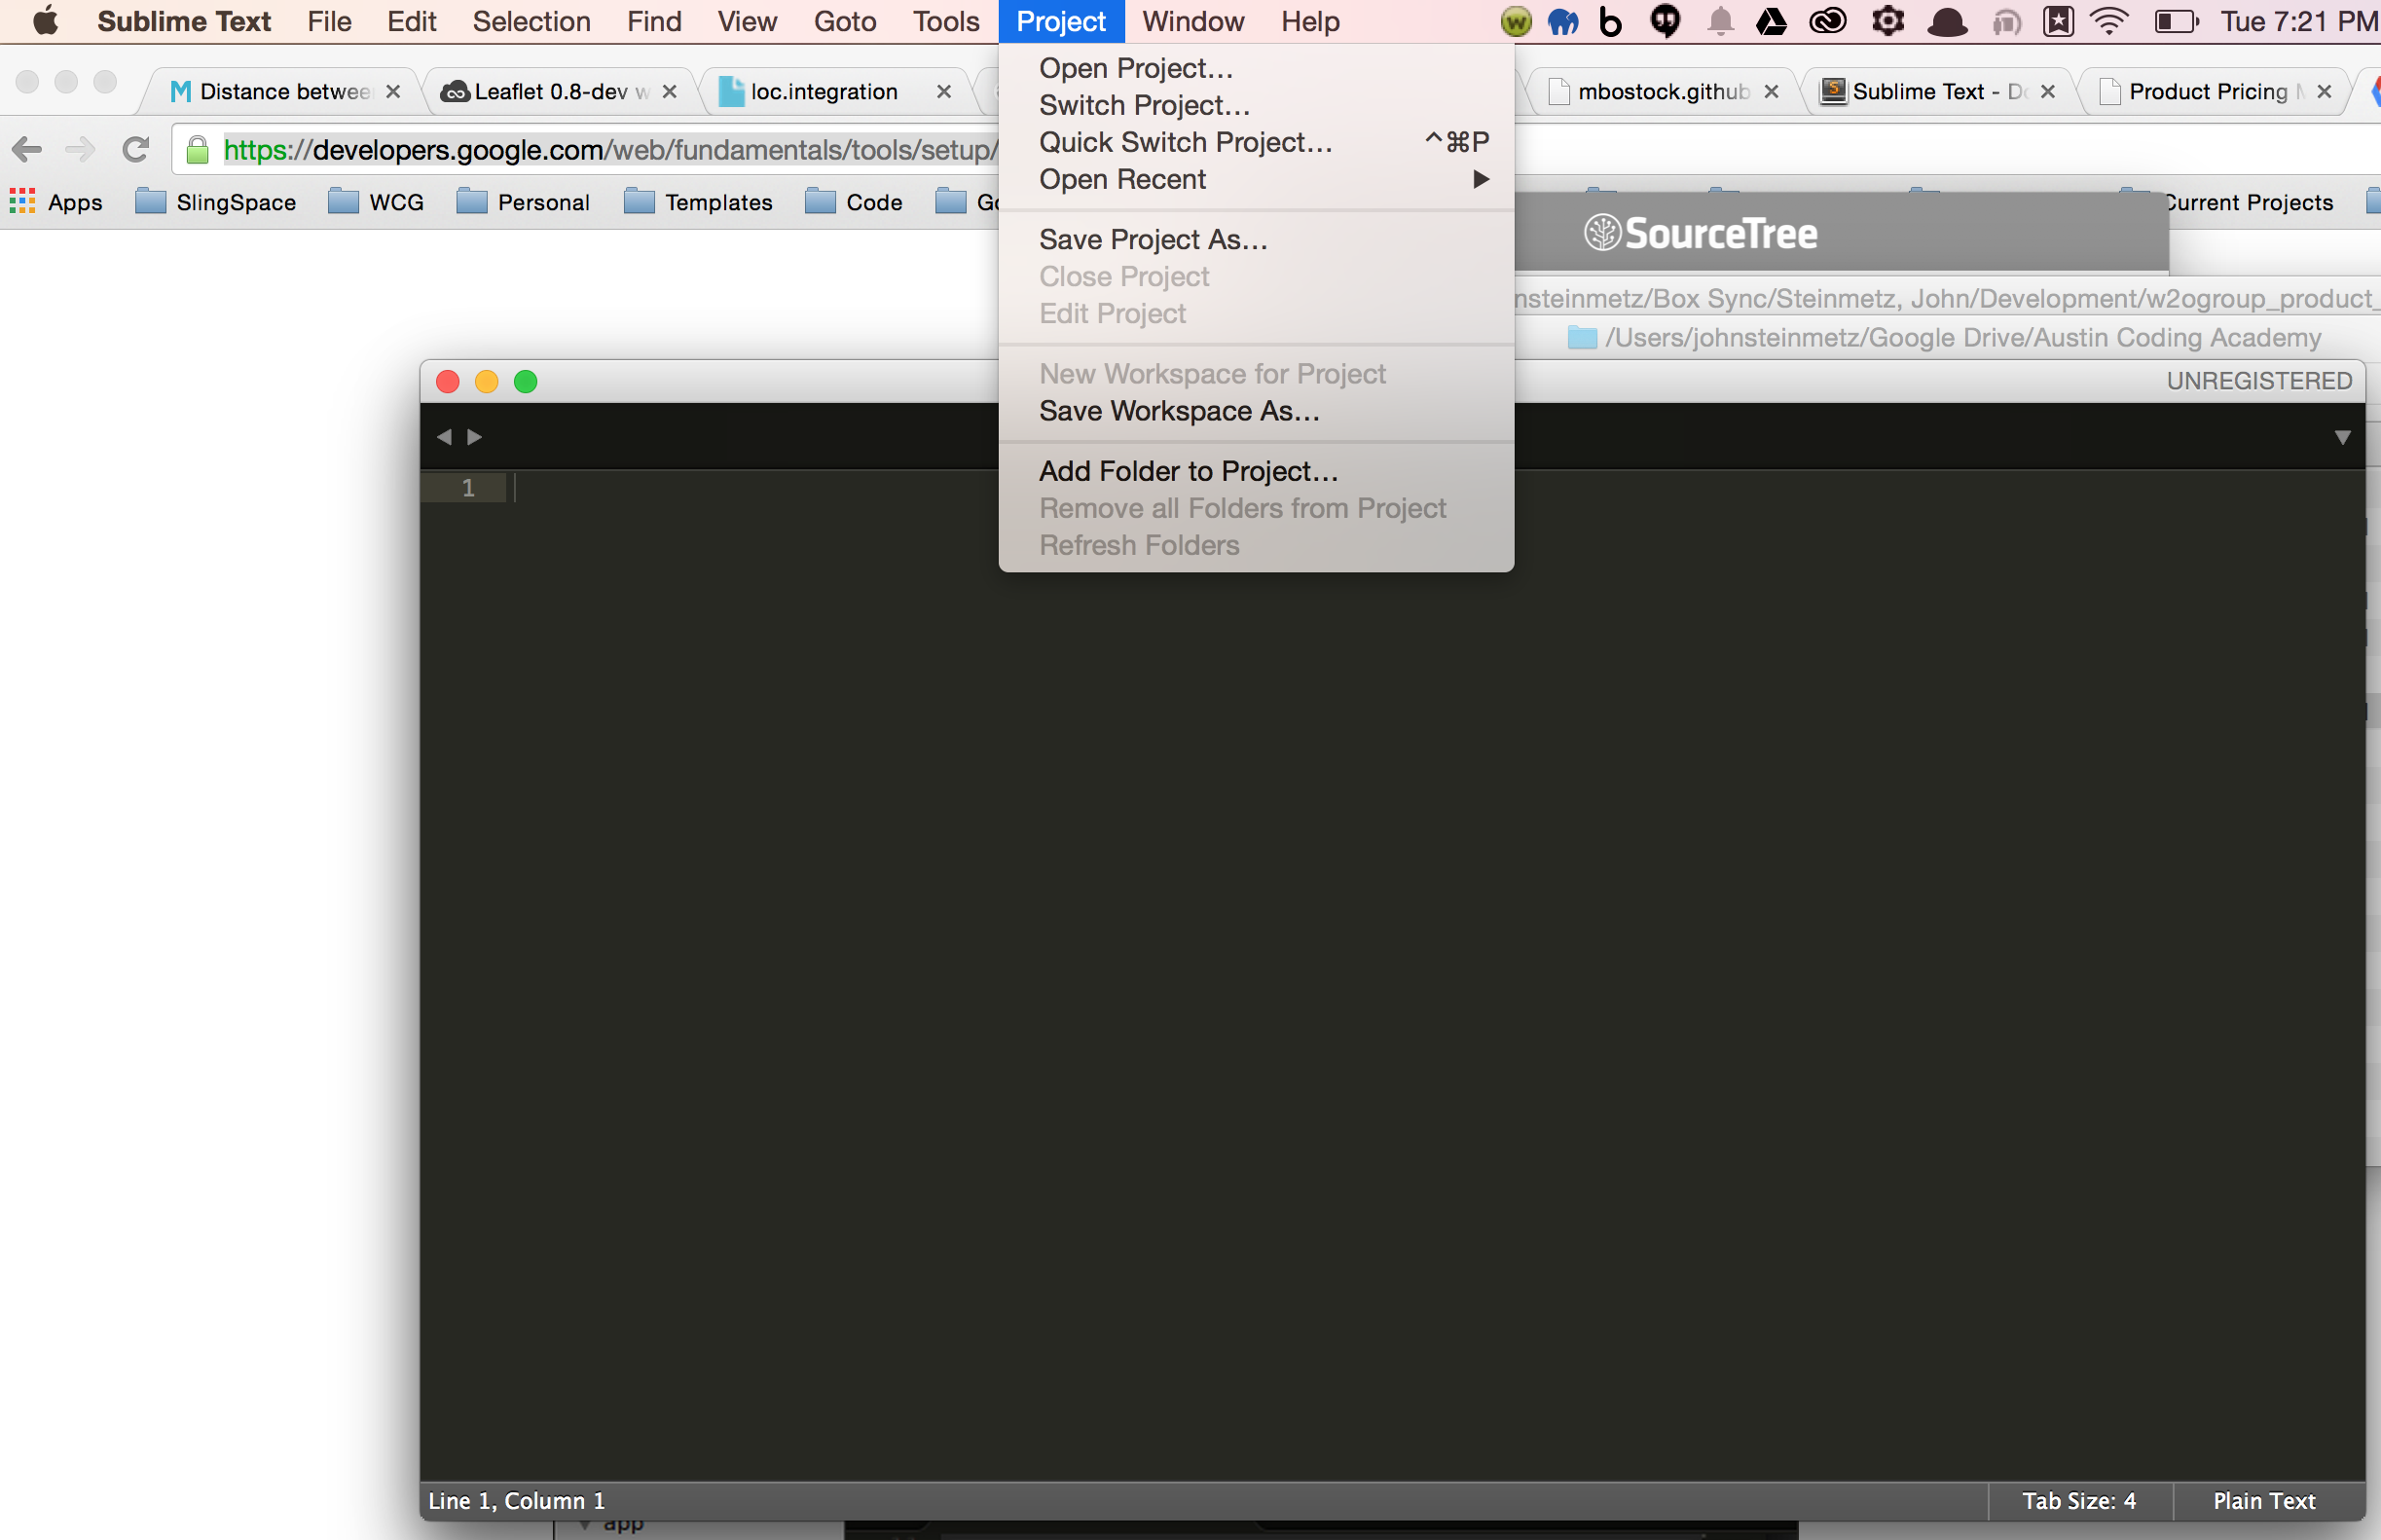 Sublime Text File Edit Selection Find View Goto Tools Project Window Help Tue 7:21 PM
Distance betwee Leaflet 0.8-dev w loc.integration mbostock.github Sublime Text - Do Product Pricing
https://developers.google.com/web/fundamentals/tools/setup/
Apps SlingSpace WCG Personal Templates Code Current Projects
Open Project…
Switch Project…
Quick Switch Project… ^⌘P
Open Recent ▶
Save Project As…
Close Project
Edit Project
New Workspace for Project
Save Workspace As…
Add Folder to Project…
Remove all Folders from Project
Refresh Folders
SourceTree
nsteinmetz/Box Sync/Steinmetz, John/Development/w2ogroup_product_
/Users/johnsteinmetz/Google Drive/Austin Coding Academy
UNREGISTERED
1
Line 1, Column 1 Tab Size: 4 Plain Text
app